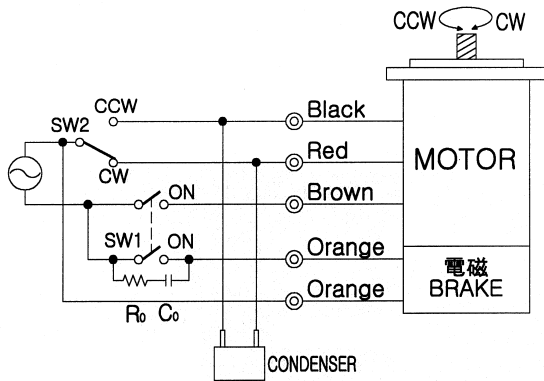 CCW CW
CCW
SW2
CW
Black
Red
MOTOR
ON
Brown
SW1 ON
Orange
電磁
BRAKE
Orange
R₀ C₀
CONDENSER